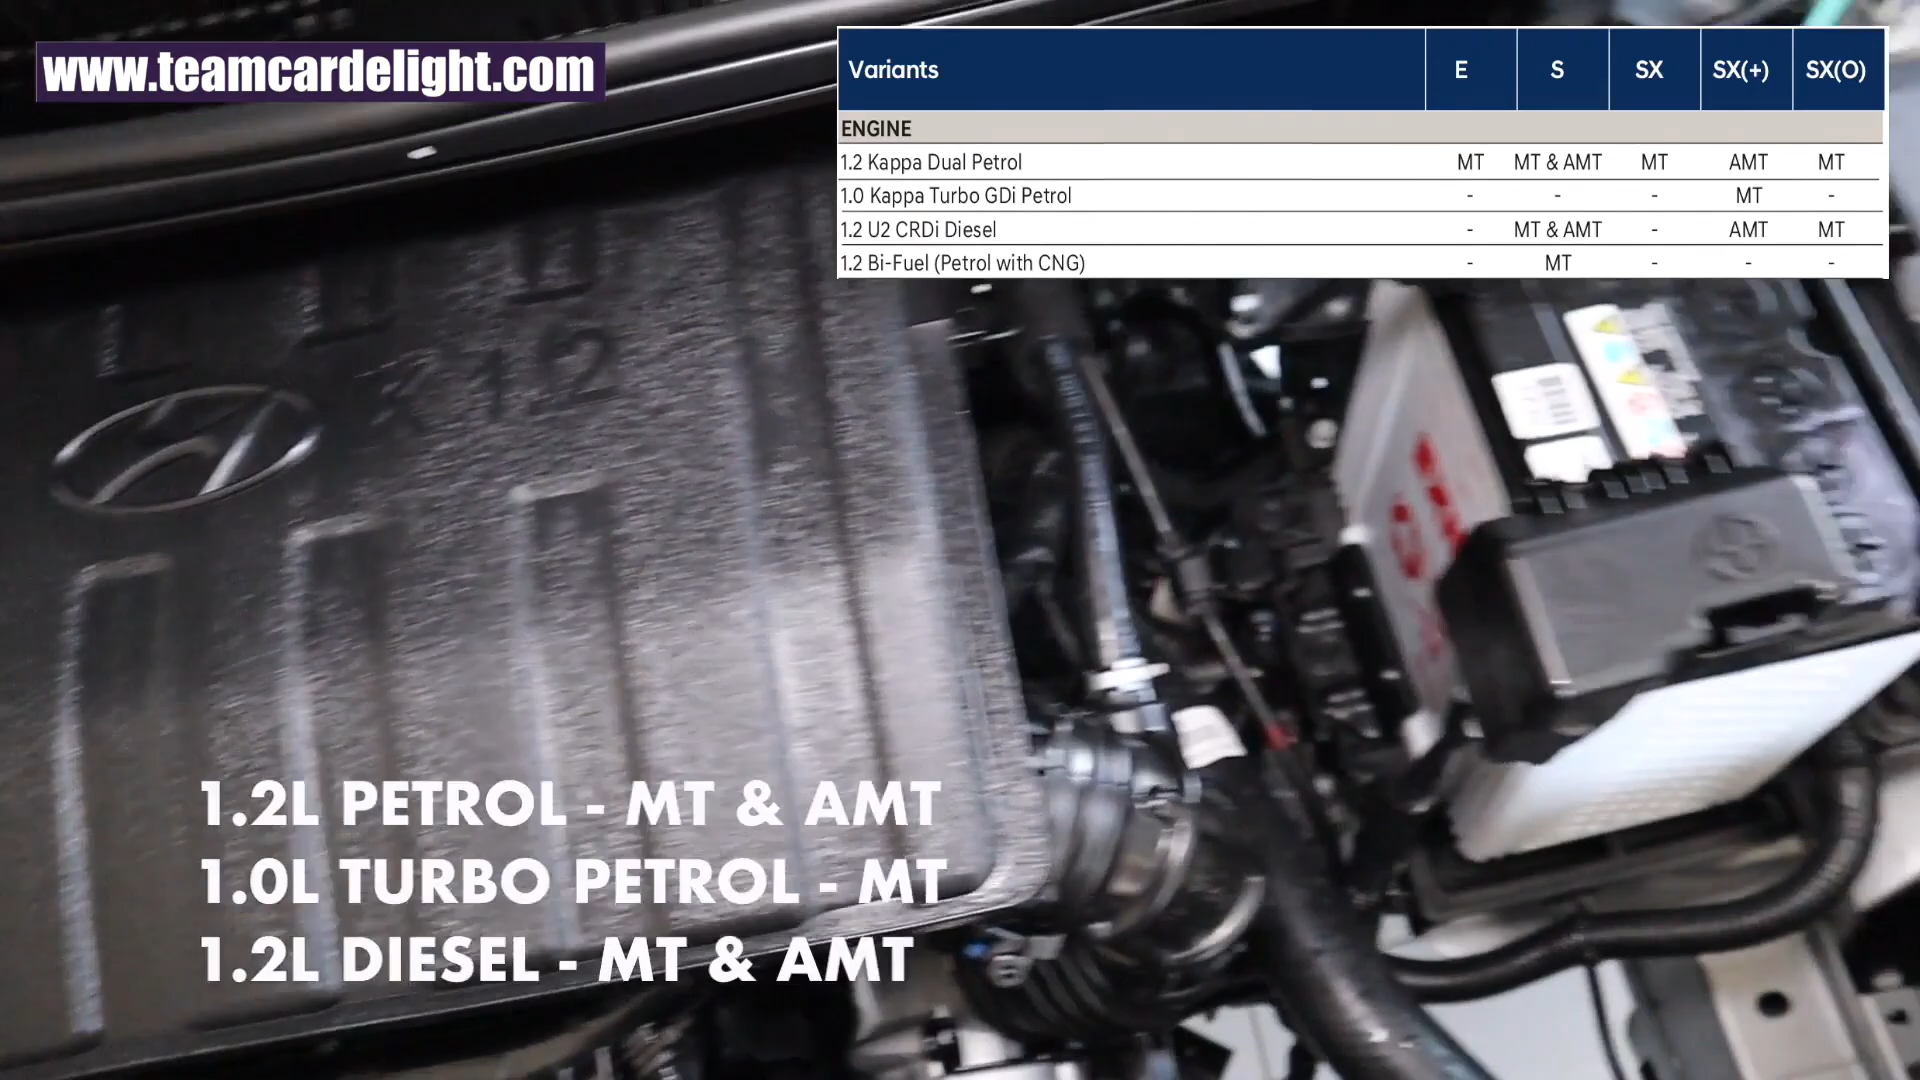 www.teamcardelight.com
Variants E S SX SX(+) SX(O)
ENGINE
1.2 Kappa Dual Petrol MT MT & AMT MT AMT MT
1.0 Kappa Turbo GDi Petrol - - - MT -
1.2 U2 CRDi Diesel - MT & AMT - AMT MT
1.2 Bi-Fuel (Petrol with CNG) - MT - - -
1.2
1.2L PETROL - MT & AMT
1.0L TURBO PETROL - MT
1.2L DIESEL - MT & AMT